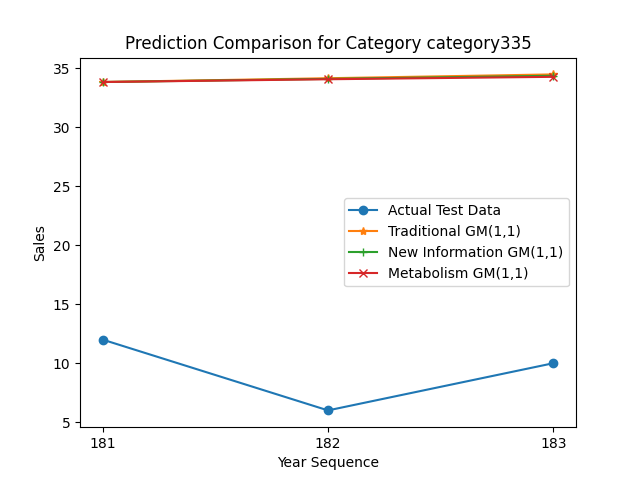 Prediction Comparison for Category category335
35
30
25
20
15
10
5
Sales
Actual Test Data
Traditional GM(1,1)
New Information GM(1,1)
Metabolism GM(1,1)
181
182
183
Year Sequence